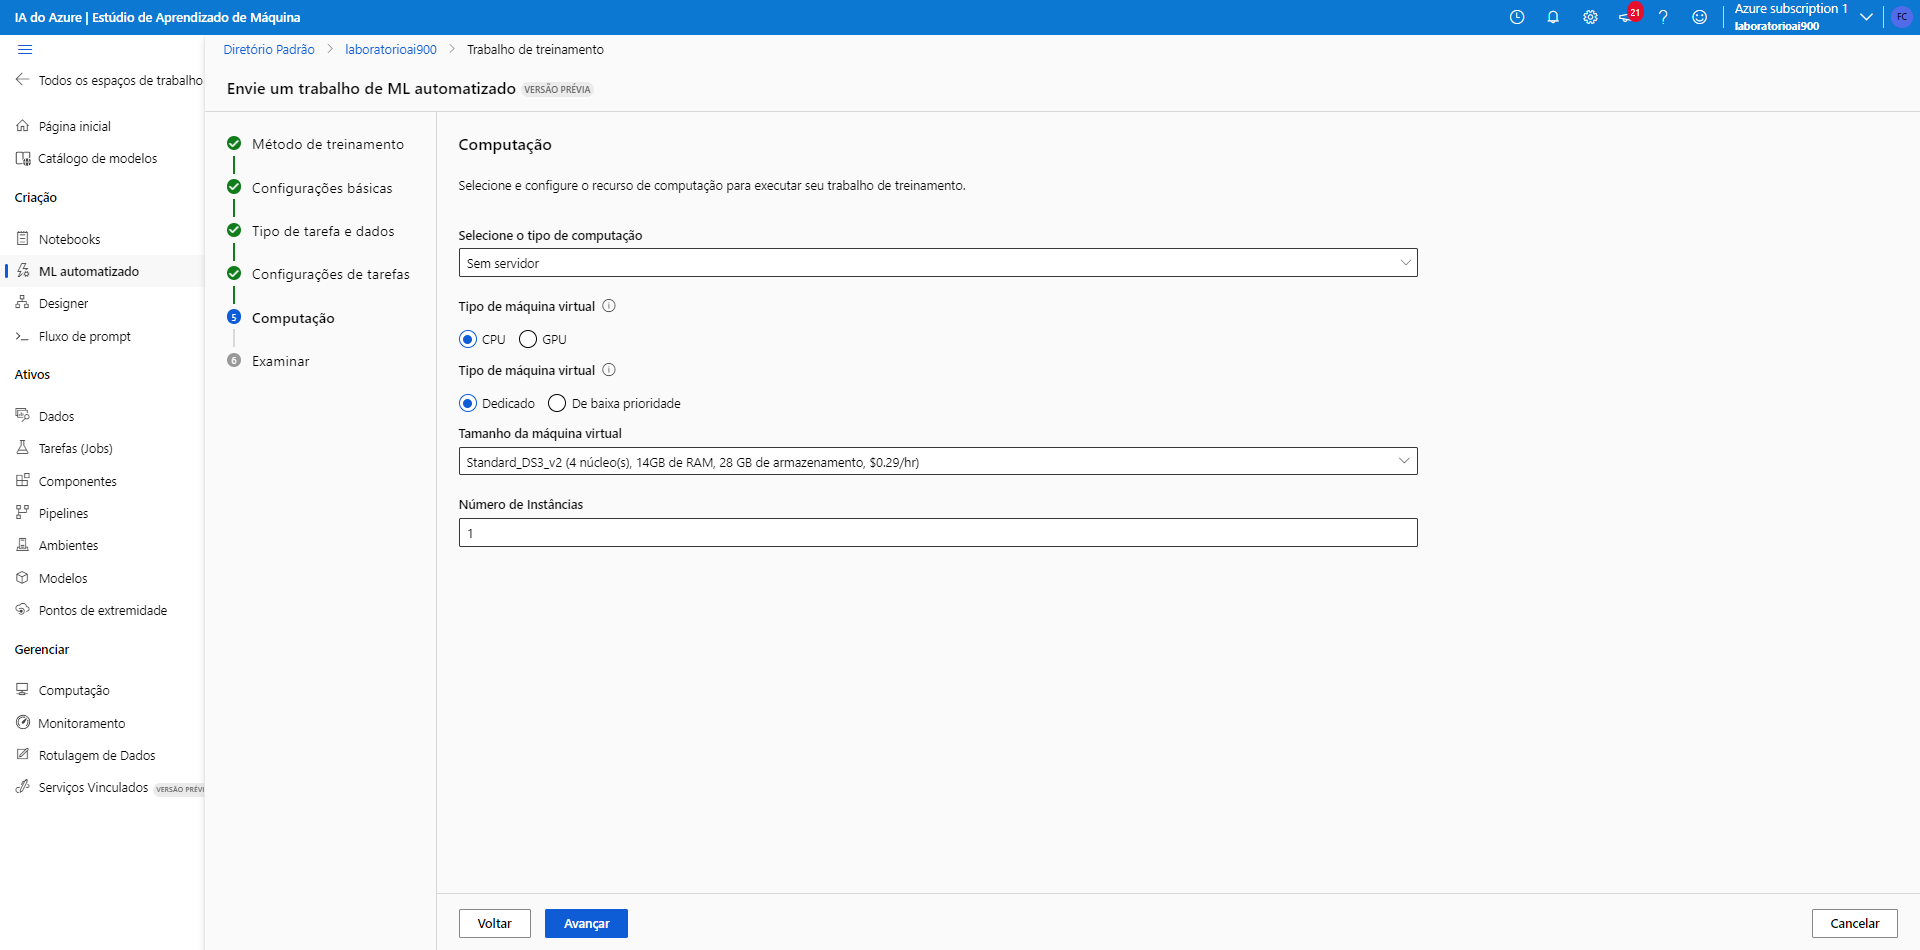 IA do Azure | Estúdio de Aprendizado de Máquina
21
Azure subscription 1
laboratorioai900
FC
Todos os espaços de trabalho
Página inicial
Catálogo de modelos
Criação
Notebooks
ML automatizado
Designer
Fluxo de prompt
Ativos
Dados
Tarefas (Jobs)
Componentes
Pipelines
Ambientes
Modelos
Pontos de extremidade
Gerenciar
Computação
Monitoramento
Rotulagem de Dados
Serviços Vinculados VERSÃO PRÉVI
Diretório Padrão > laboratorioai900 > Trabalho de treinamento
Envie um trabalho de ML automatizado VERSÃO PRÉVIA
Método de treinamento
Configurações básicas
Tipo de tarefa e dados
Configurações de tarefas
5 Computação
6 Examinar
Computação
Selecione e configure o recurso de computação para executar seu trabalho de treinamento.
Selecione o tipo de computação
Sem servidor
Tipo de máquina virtual
CPU GPU
Tipo de máquina virtual
Dedicado De baixa prioridade
Tamanho da máquina virtual
Standard_DS3_v2 (4 núcleo(s), 14GB de RAM, 28 GB de armazenamento, $0.29/hr)
Número de Instâncias
1
Voltar Avançar Cancelar